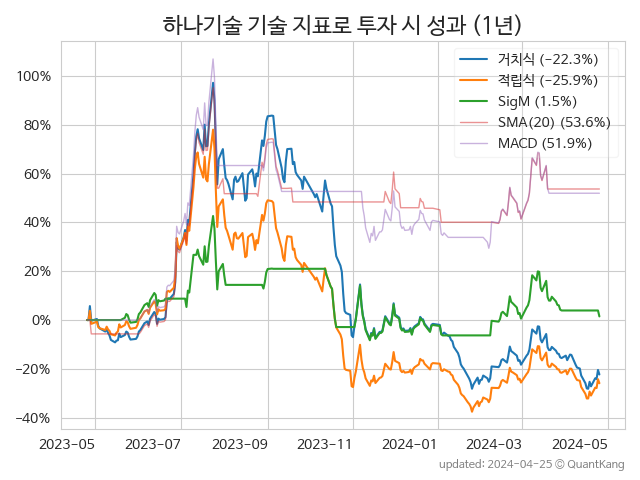 하나기술 기술 지표로 투자 시 성과 (1년)
거치식 (−22.3%)
적립식 (−25.9%)
SigM (1.5%)
SMA(20) (53.6%)
MACD (51.9%)
100%
80%
60%
40%
20%
0%
−20%
−40%
2023-05 2023-07 2023-09 2023-11 2024-01 2024-03 2024-05
updated: 2024-04-25 © QuantKang